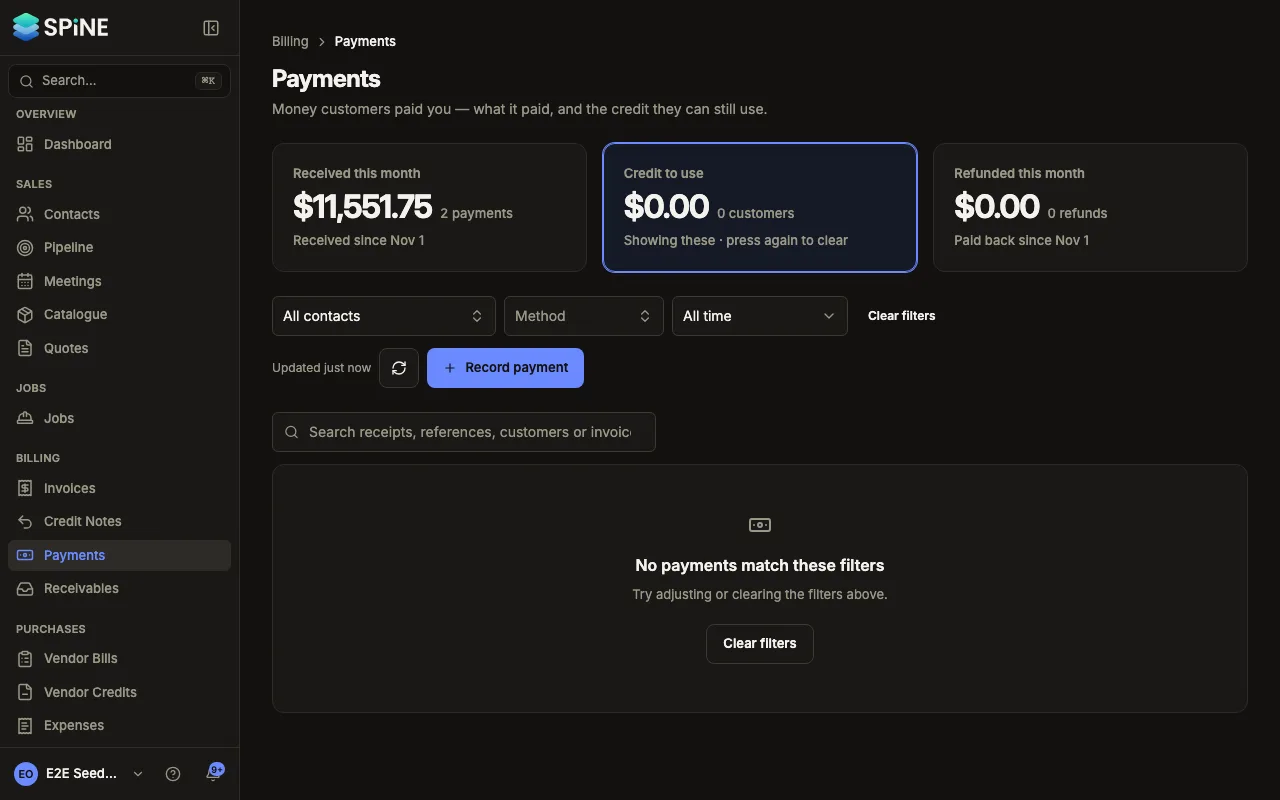 SPiNE
Search...
⌘K
OVERVIEW
Dashboard
SALES
Contacts
Pipeline
Meetings
Catalogue
Quotes
JOBS
Jobs
BILLING
Invoices
Credit Notes
Payments
Receivables
PURCHASES
Vendor Bills
Vendor Credits
Expenses
EO
E2E Seed...
9+
Billing
Payments
Payments
Money customers paid you — what it paid, and the credit they can still use.
Received this month
$11,551.75 2 payments
Received since Nov 1
Credit to use
$0.00 0 customers
Showing these · press again to clear
Refunded this month
$0.00 0 refunds
Paid back since Nov 1
All contacts
Method
All time
Clear filters
Updated just now
Record payment
Search receipts, references, customers or invoic
No payments match these filters
Try adjusting or clearing the filters above.
Clear filters